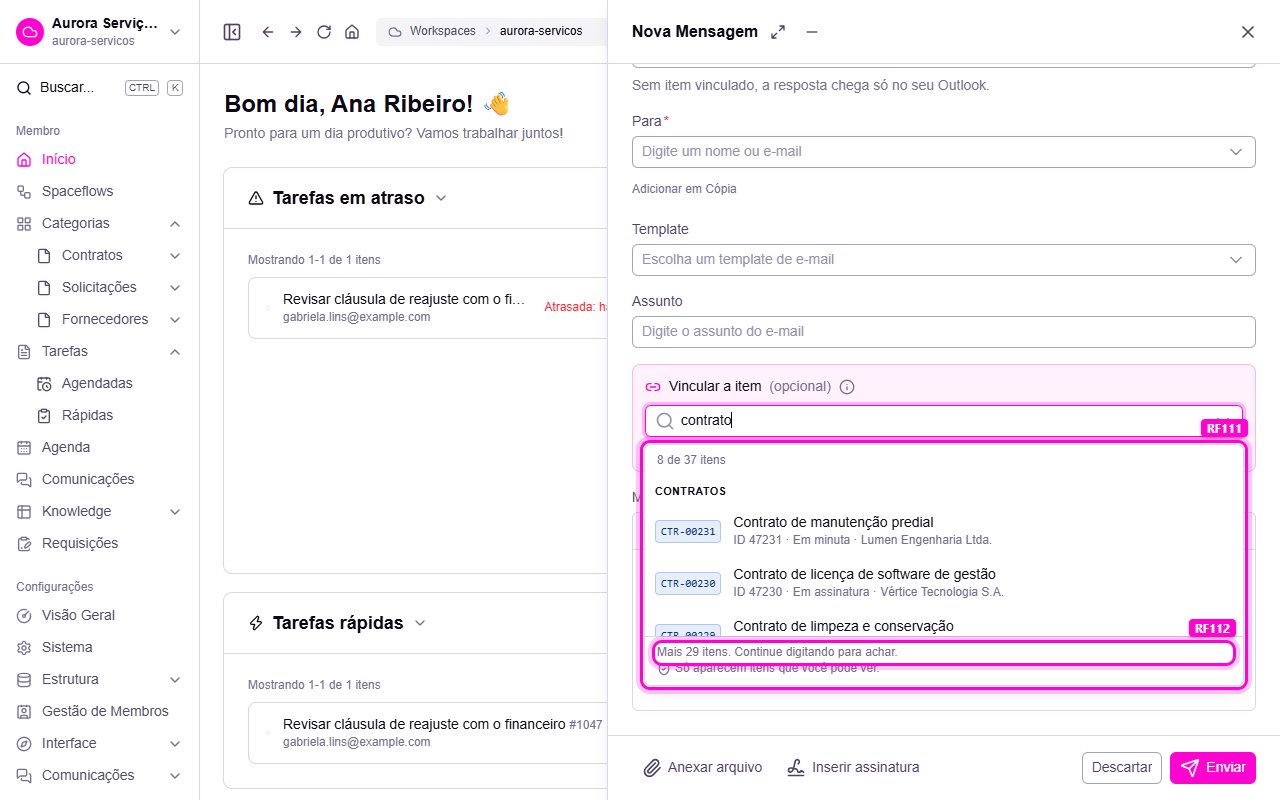 Aurora Serviç...
aurora-servicos
Buscar...
CTRL
K
Membro
Início
Spaceflows
Categorias
Contratos
Solicitações
Fornecedores
Tarefas
Agendadas
Rápidas
Agenda
Comunicações
Knowledge
Requisições
Configurações
Visão Geral
Sistema
Estrutura
Gestão de Membros
Interface
Comunicações
Workspaces
aurora-servicos
Bom dia, Ana Ribeiro! 👋
Pronto para um dia produtivo? Vamos trabalhar juntos!
Tarefas em atraso
Mostrando 1-1 de 1 itens
Revisar cláusula de reajuste com o fi...
gabriela.lins@example.com
Atrasada: h
Tarefas rápidas
Mostrando 1-1 de 1 itens
Revisar cláusula de reajuste com o financeiro #1047
gabriela.lins@example.com
Nova Mensagem
Sem item vinculado, a resposta chega só no seu Outlook.
Para*
Digite um nome ou e-mail
Adicionar em Cópia
Template
Escolha um template de e-mail
Assunto
Digite o assunto do e-mail
Vincular a item (opcional)
contrato
RF111
8 de 37 itens
CONTRATOS
CTR-00231
Contrato de manutenção predial
ID 47231 · Em minuta · Lumen Engenharia Ltda.
CTR-00230
Contrato de licença de software de gestão
ID 47230 · Em assinatura · Vértice Tecnologia S.A.
CTR-00229
Contrato de limpeza e conservação
RF112
Mais 29 itens. Continue digitando para achar.
Só aparecem itens que você pode ver.
Anexar arquivo
Inserir assinatura
Descartar
Enviar